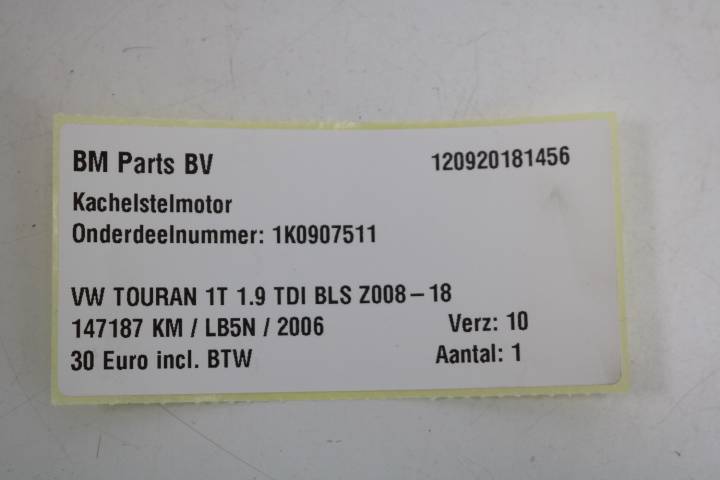 BM Parts BV 120920181456
Kachelstelmotor
Onderdeelnummer: 1K0907511
VW TOURAN 1T 1.9 TDI BLS Z008-18
147187 KM / LB5N / 2006 Verz: 10
30 Euro incl. BTW Aantal: 1